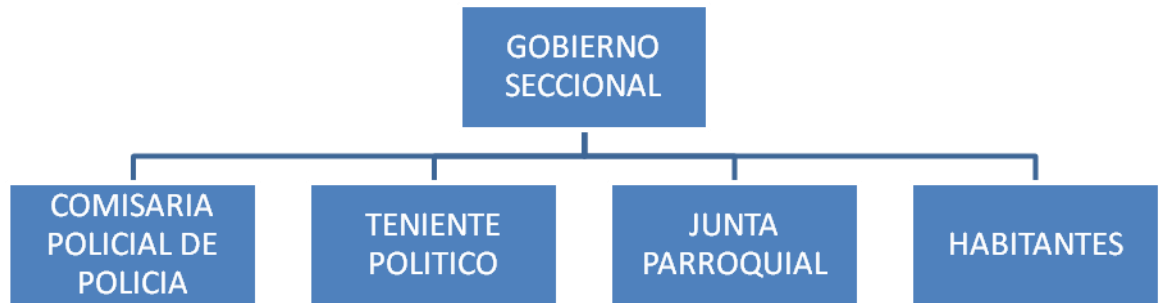 GOBIERNO
SECCIONAL
COMISARIA
POLICIAL DE
POLICIA
TENIENTE
POLITICO
JUNTA
PARROQUIAL
HABITANTES